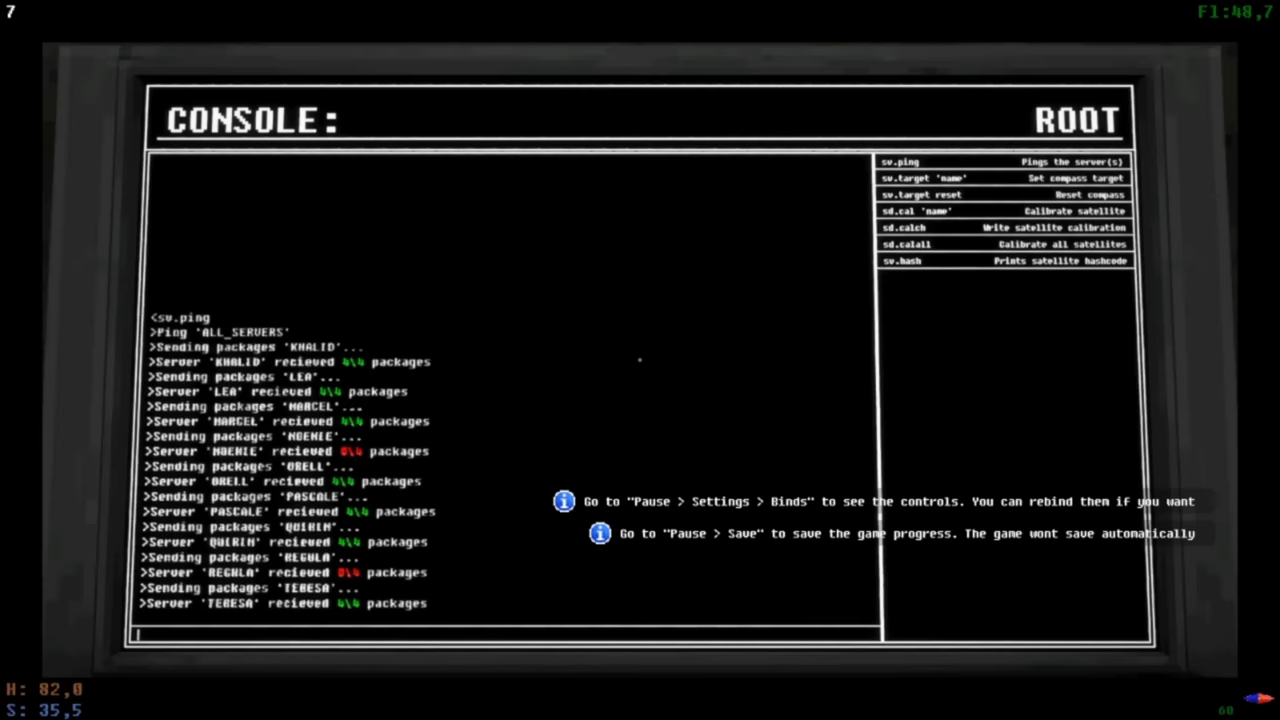 7
F1:48,7
CONSOLE:
ROOT
sv.ping Pings the server(s)
sv.target 'name' Set compass target
sv.target reset Reset compass
sd.cal 'name' Calibrate satellite
sd.calch Write satellite calibration
sd.calall Calibrate all satellites
sv.hash Prints satellite hashcode
<sv.ping
>Ping 'ALL_SERVERS'
>Sending packages 'KHALID'...
>Server 'KHALID' recieved 4\4 packages
>Sending packages 'LEA'...
>Server 'LEA' recieved 4\4 packages
>Sending packages 'MARCEL'...
>Server 'MARCEL' recieved 4\4 packages
>Sending packages 'NOEMIE'...
>Server 'NOEMIE' recieved 0\4 packages
>Sending packages 'ORELL'...
>Server 'ORELL' recieved 4\4 packages
>Sending packages 'PASCALE'...
>Server 'PASCALE' recieved 4\4 packages
>Sending packages 'QUIRIN'...
>Server 'QUIRIN' recieved 4\4 packages
>Sending packages 'REGULA'...
>Server 'REGULA' recieved 0\4 packages
>Sending packages 'TERESA'...
>Server 'TERESA' recieved 4\4 packages
Go to "Pause > Settings > Binds" to see the controls. You can rebind them if you want
Go to "Pause > Save" to save the game progress. The game wont save automatically
H: 82,0
S: 35,5
60